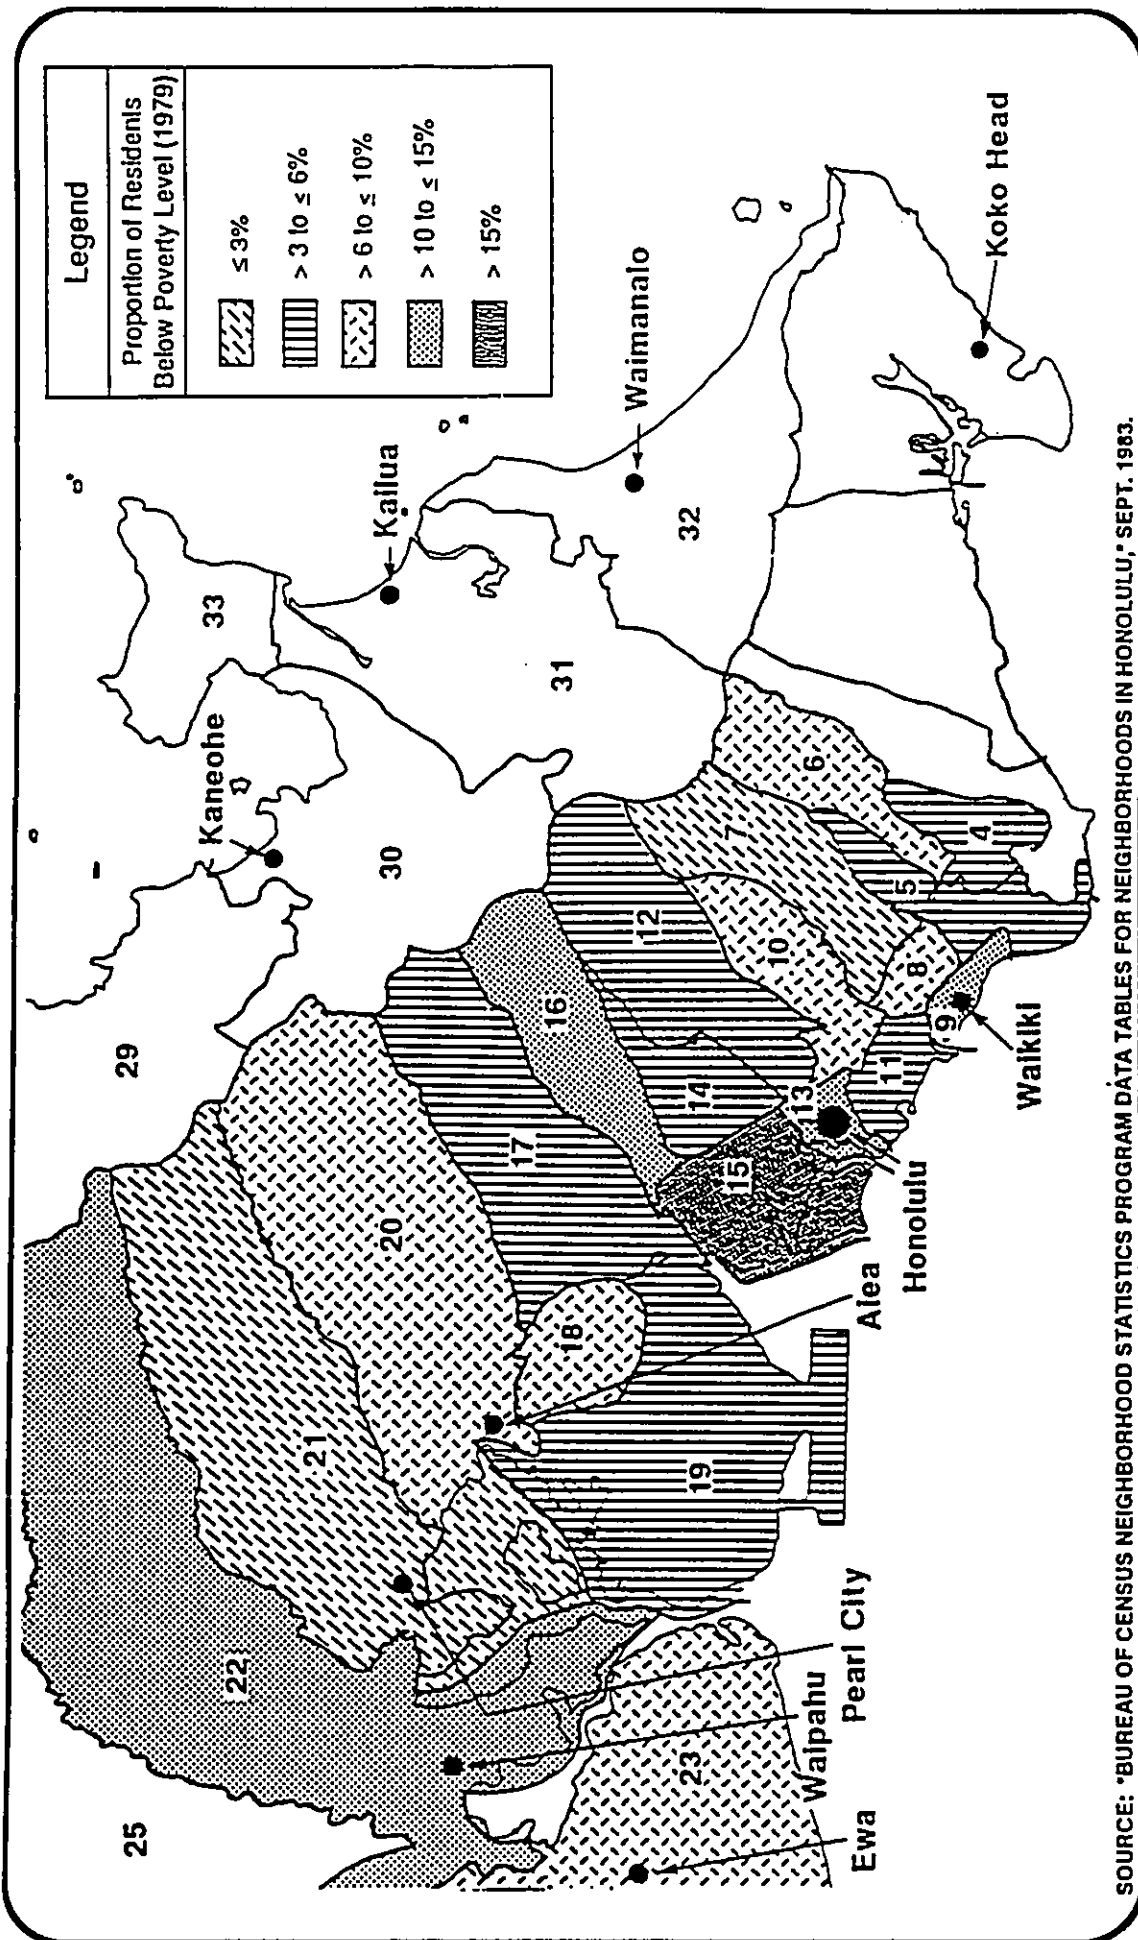 Legend
Proportion of Residents
Below Poverty Level (1979)
≤ 3%
> 3 to ≤ 6%
> 6 to ≤ 10%
> 10 to ≤ 15%
> 15%
Kaneohe
Kailua
Waimanalo
Koko Head
33
29
30
31
32
25
22
21
20
17
16
12
10
7
6
18
14
5
4
19
15
13
11
8
9
23
Ewa
Waipahu
Pearl City
Aiea
Honolulu
Waikiki
SOURCE: "BUREAU OF CENSUS NEIGHBORHOOD STATISTICS PROGRAM DATA TABLES FOR NEIGHBORHOODS IN HONOLULU," SEPT. 1983.